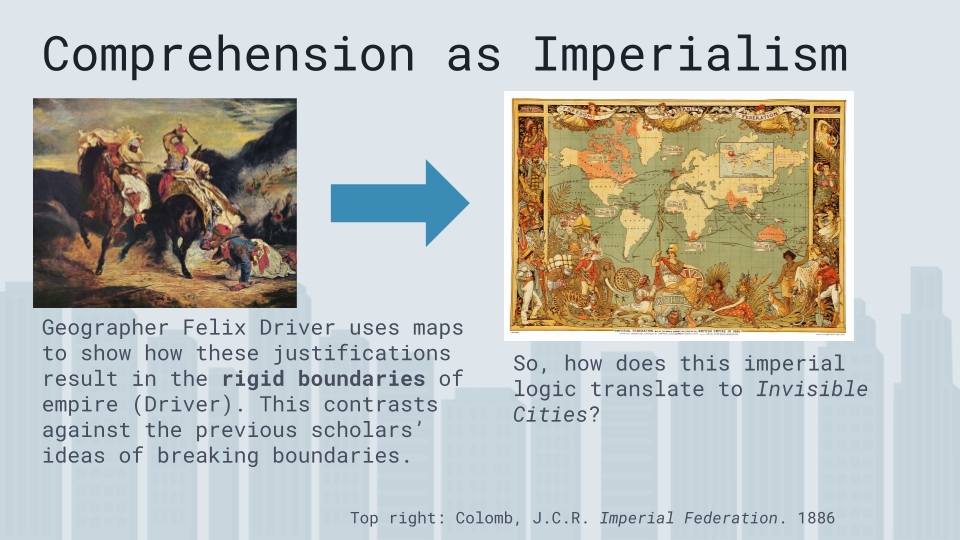 Comprehension as Imperialism
Geographer Felix Driver uses maps
to show how these justifications
result in the rigid boundaries of
empire (Driver). This contrasts
against the previous scholars’
ideas of breaking boundaries.
So, how does this imperial
logic translate to Invisible
Cities?
Top right: Colomb, J.C.R. Imperial Federation. 1886